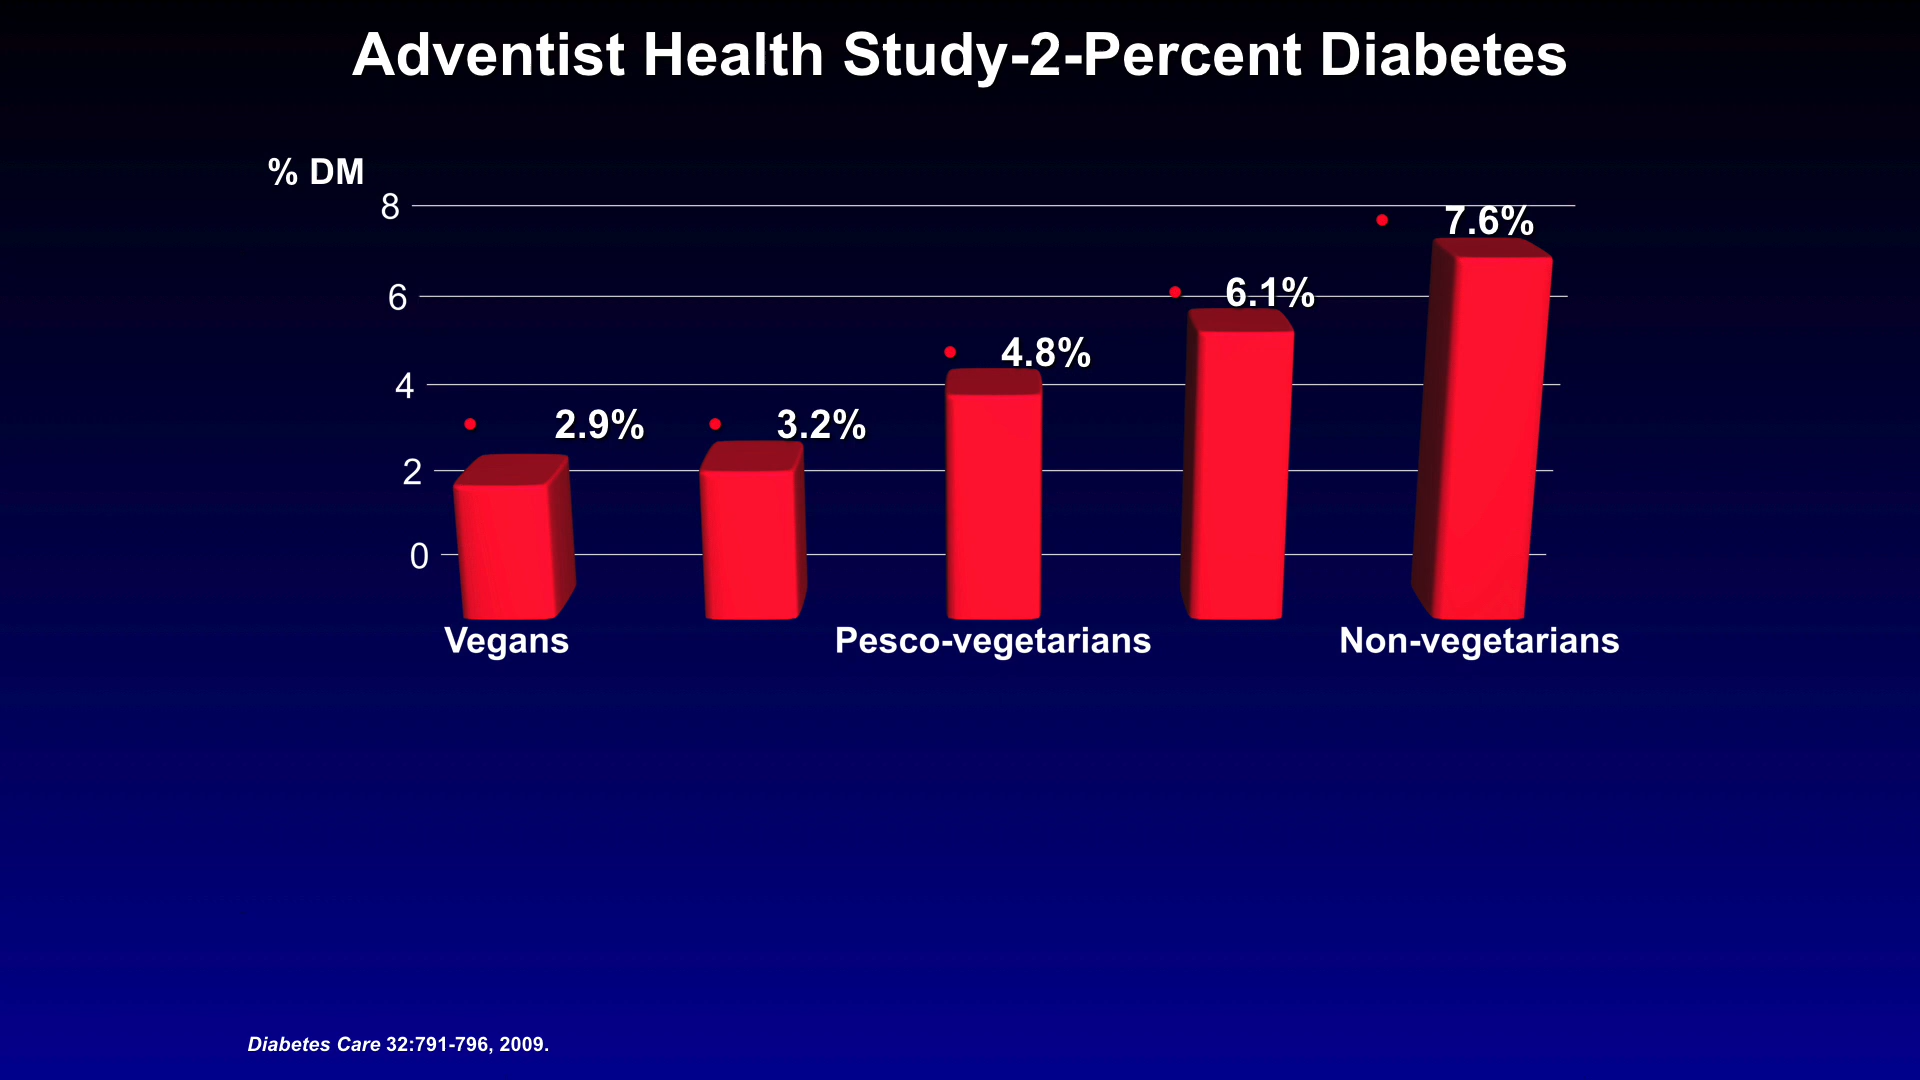 Adventist Health Study-2-Percent Diabetes
% DM
8
7.6%
6
6.1%
4.8%
4
2.9%
3.2%
2
0
Vegans
Pesco-vegetarians
Non-vegetarians
Diabetes Care 32:791-796, 2009.